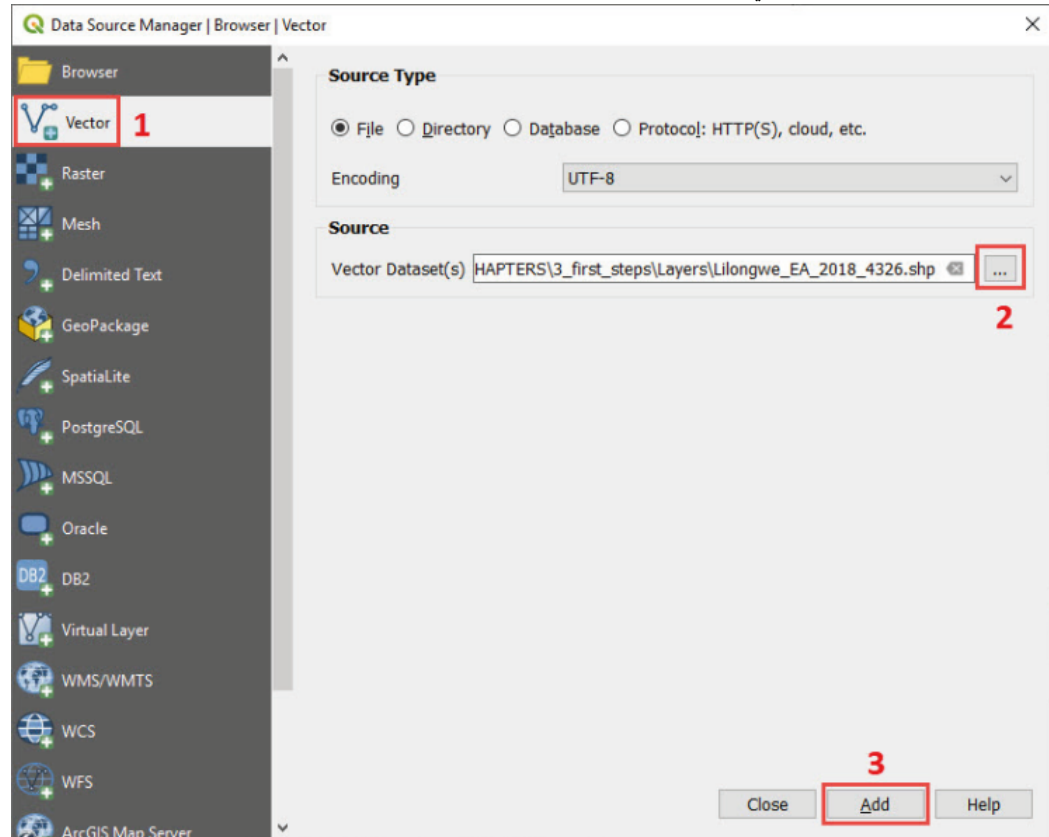 Data Source Manager | Browser | Vector
Browser
Vector
1
Raster
Mesh
Delimited Text
GeoPackage
SpatiaLite
PostgreSQL
MSSQL
Oracle
DB2
DB2
Virtual Layer
WMS/WMTS
WCS
WFS
ArcGIS Map Server
Source Type
File Directory Database Protocol: HTTP(S), cloud, etc.
Encoding UTF-8
Source
Vector Dataset(s) HAPTERS\3_first_steps\Layers\Lilongwe_EA_2018_4326.shp ...
2
3
Close Add Help